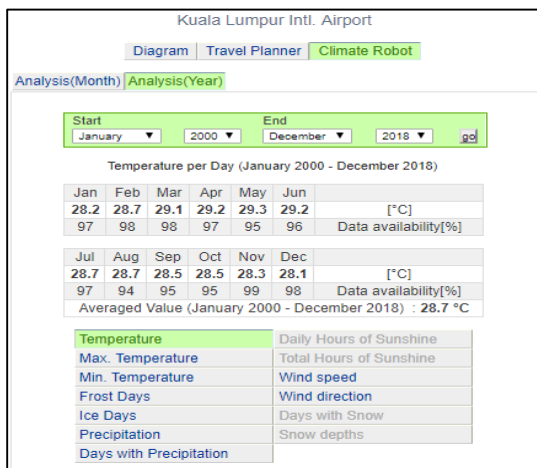 Kuala Lumpur Intl. Airport
Diagram Travel Planner Climate Robot
Analysis(Month) Analysis(Year)
Start End
January 2000 December 2018 go
Temperature per Day (January 2000 - December 2018)
Jan Feb Mar Apr May Jun
28.2 28.7 29.1 29.2 29.3 29.2 [°C]
97 98 98 97 95 96 Data availability[%]
Jul Aug Sep Oct Nov Dec
28.7 28.7 28.5 28.5 28.3 28.1 [°C]
97 94 95 95 99 98 Data availability[%]
Averaged Value (January 2000 - December 2018) : 28.7 °C
Temperature Daily Hours of Sunshine
Max. Temperature Total Hours of Sunshine
Min. Temperature Wind speed
Frost Days Wind direction
Ice Days Days with Snow
Precipitation Snow depths
Days with Precipitation